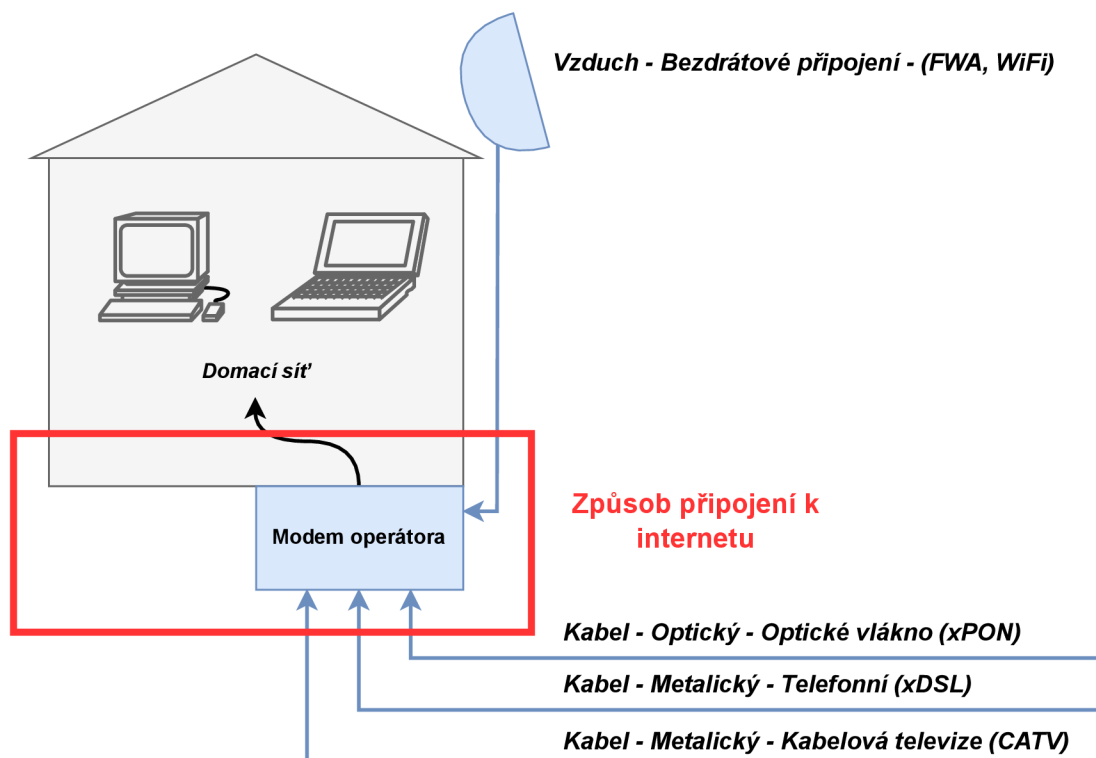 Vzduch - Bezdrátové připojení - (FWA, WiFi)
Domací síť
Způsob připojení k
internetu
Modem operátora
Kabel - Optický - Optické vlákno (xPON)
Kabel - Metalický - Telefonní (xDSL)
Kabel - Metalický - Kabelová televize (CATV)